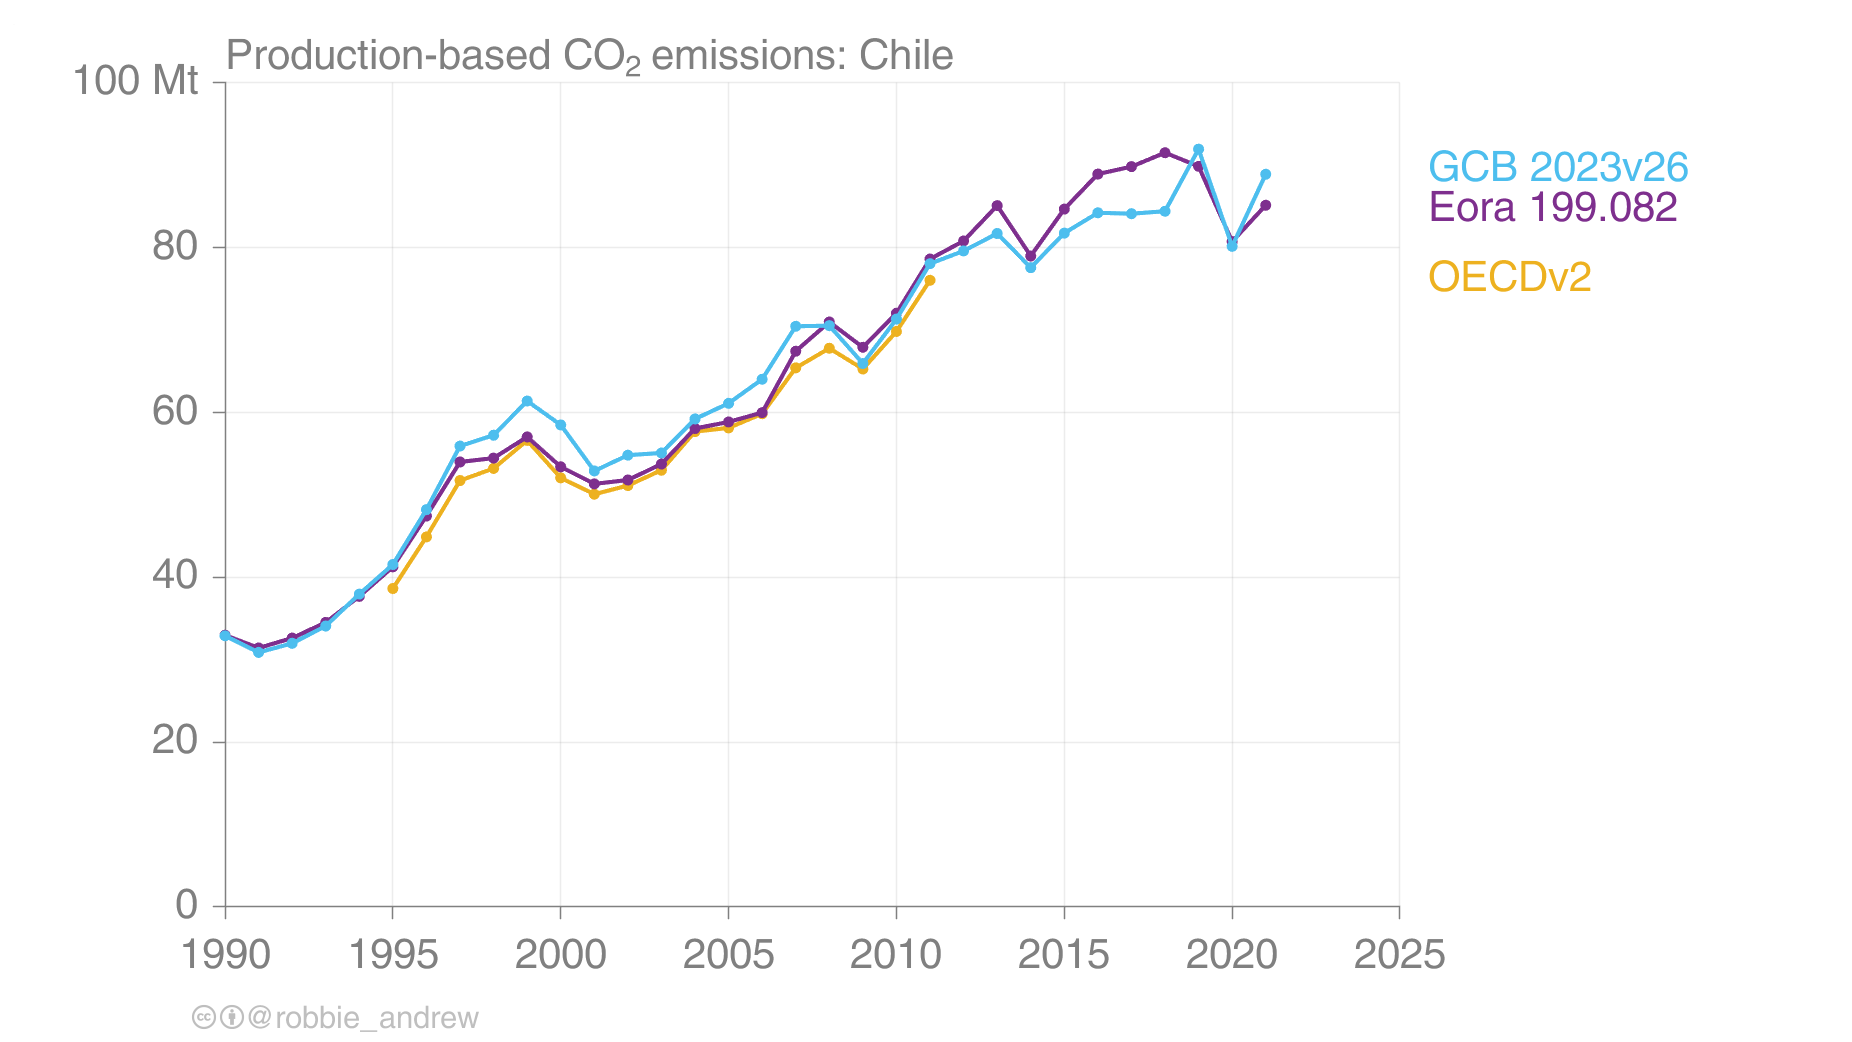 Production-based CO₂ emissions: Chile
100 Mt
80
60
40
20
0
1990 1995 2000 2005 2010 2015 2020 2025
GCB 2023v26
Eora 199.082
OECDv2
cc @robbie_andrew